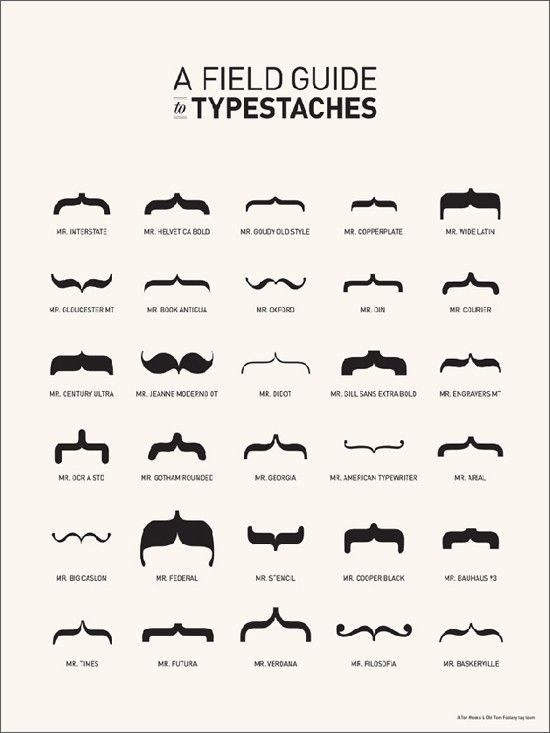 A FIELD GUIDE
to TYPESTACHES
MR. INTERSTATE
MR. HELVETICA BOLD
MR. GOUDY OLD STYLE
MR. COPPERPLATE
MR. WIDE LATIN
MR. GLOUCESTER MT
MR. BOOK ANTIQUA
MR. OXFORD
MR. DIN
MR. COURIER
MR. CENTURY ULTRA
MR. JEANNE MODERNO OT
MR. DIDOT
MR. GILL SANS EXTRA BOLD
MR. ENGRAVERS MT
MR. OCR A STD
MR. GOTHAM ROUNDED
MR. GEORGIA
MR. AMERICAN TYPEWRITER
MR. ARIAL
MR. BIG CASLON
MR. FEDERAL
MR. STENCIL
MR. COOPER BLACK
MR. BAUHAUS 93
MR. TIMES
MR. FUTURA
MR. VERDANA
MR. FILOSOFIA
MR. BASKERVILLE